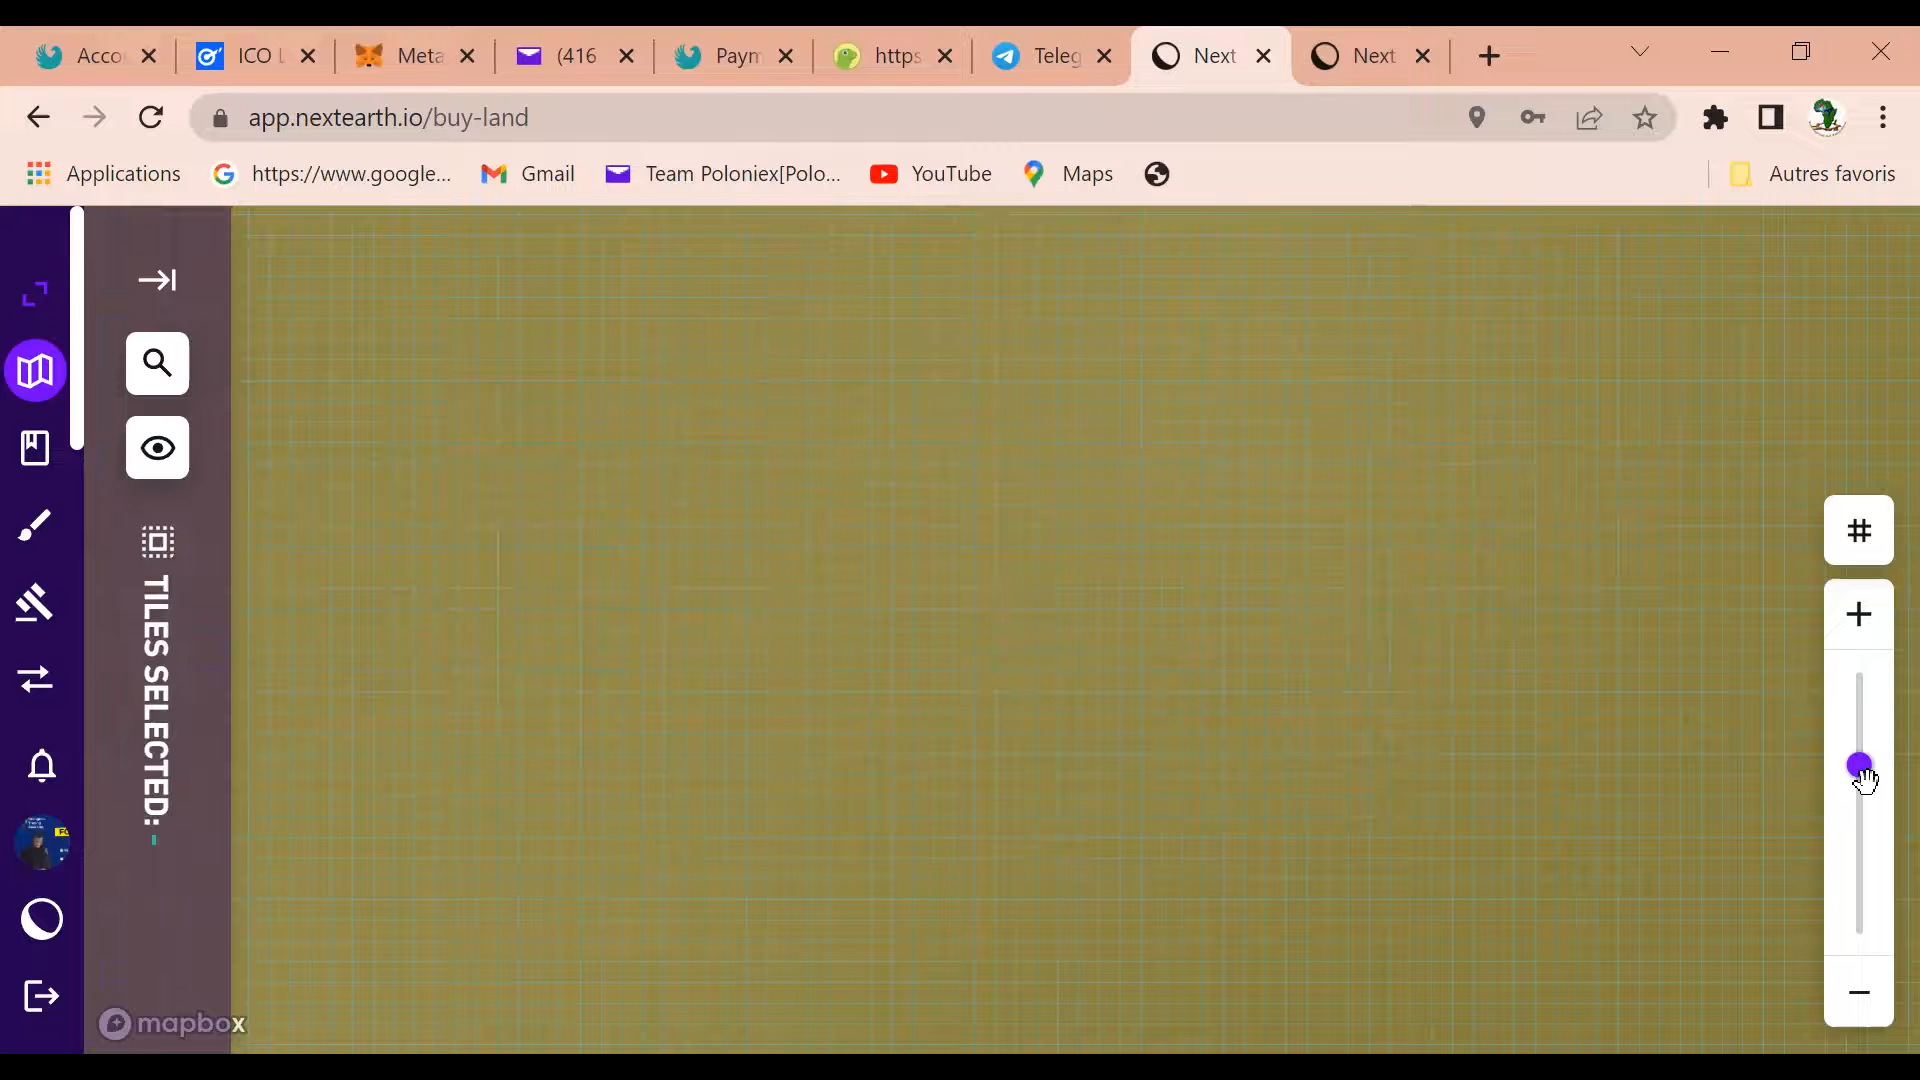 Acco
ICO L
Meta
(416
Paym
https
Teleg
Next
Next
app.nextearth.io/buy-land
Applications
https://www.google...
Gmail
Team Poloniex[Polo...
YouTube
Maps
Autres favoris
TILES SELECTED:
mapbox